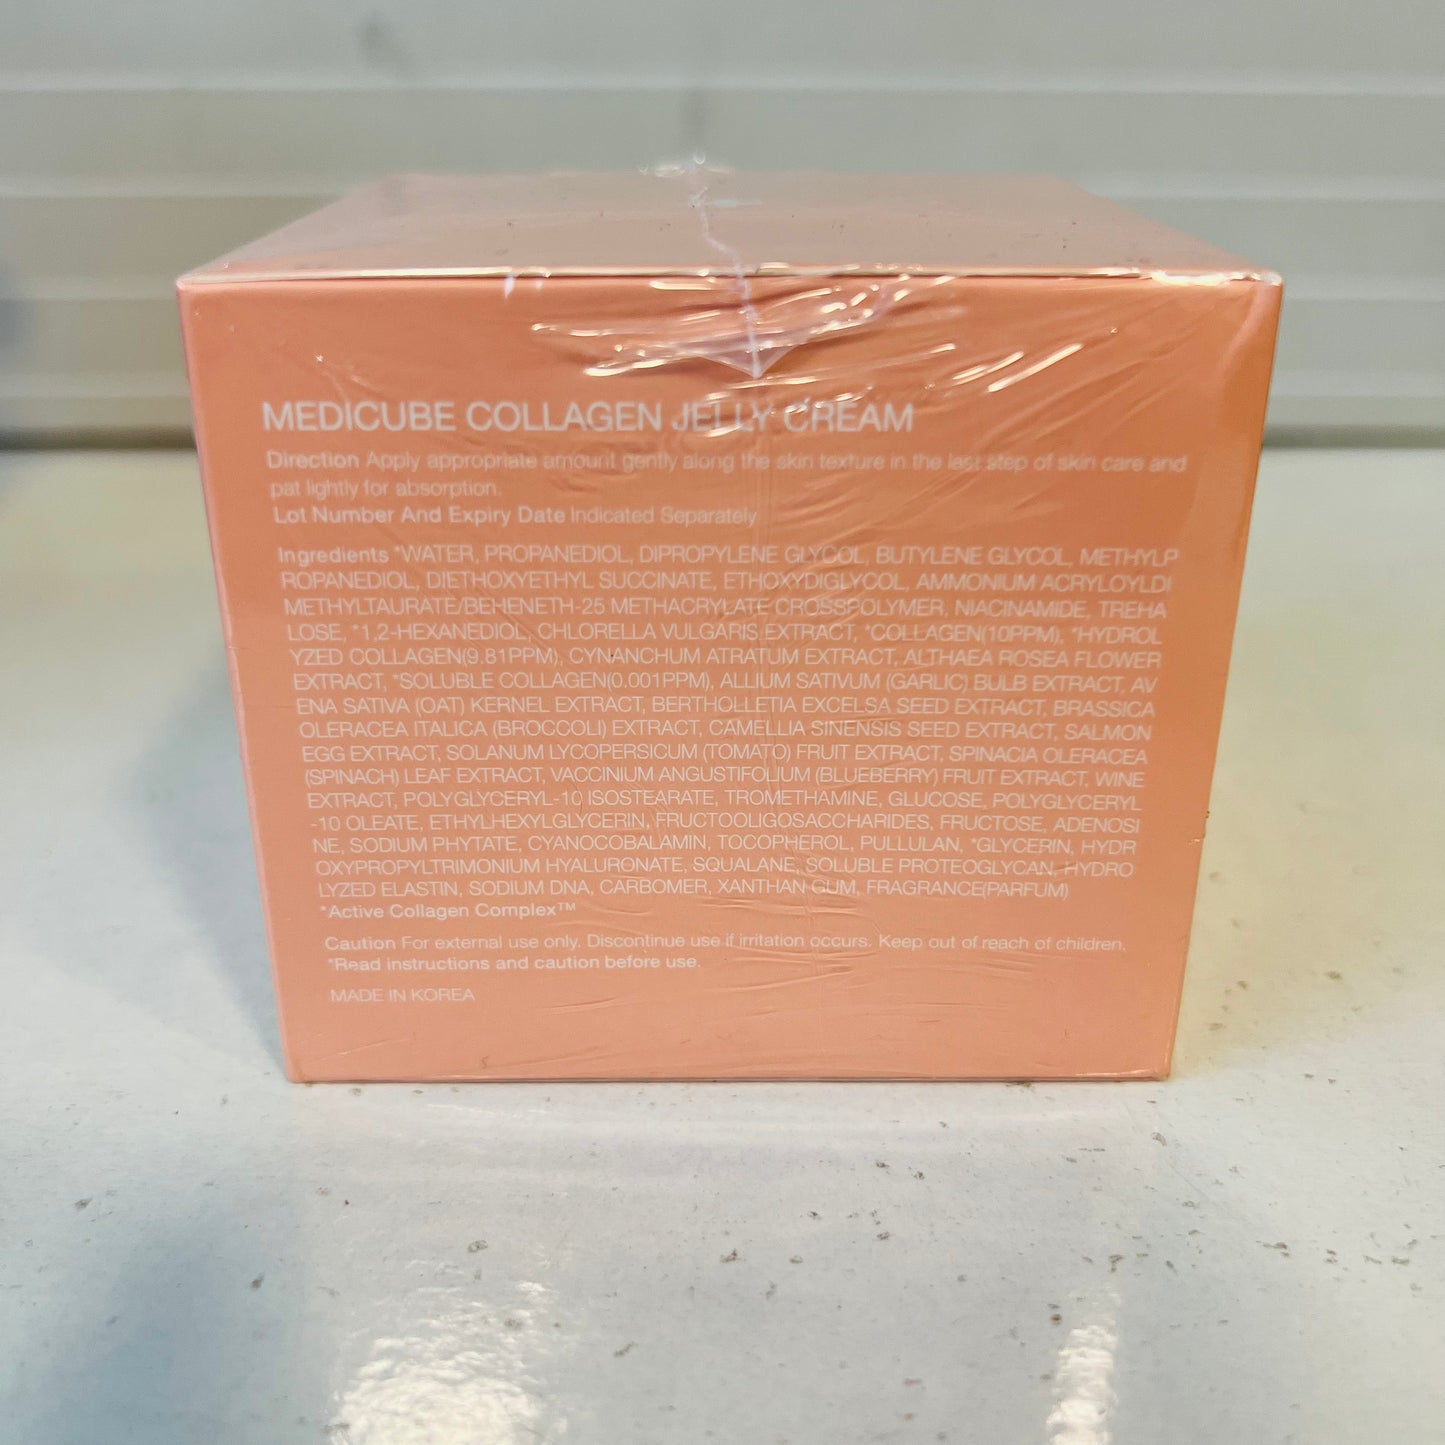 MEDICUBE COLLAGEN JELLY CREAM
Direction Apply appropriate amount gently along the skin texture in the last step of skin care and
pat lightly for absorption.
Lot Number And Expiry Date Indicated Separately
Ingredients *WATER, PROPANEDIOL, DIPROPYLENE GLYCOL, BUTYLENE GLYCOL, METHYLP
ROPANEDIOL, DIETHOXYETHYL SUCCINATE, ETHOXYDIGLYCOL, AMMONIUM ACRYLOYLDI
METHYLTAURATE/BEHENETH-25 METHACRYLATE CROSSPOLYMER, NIACINAMIDE, TREHA
LOSE, *1,2-HEXANEDIOL, CHLORELLA VULGARIS EXTRACT, *COLLAGEN(10PPM), *HYDROL
YZED COLLAGEN(9.81PPM), CYNANCHUM ATRATUM EXTRACT, ALTHAEA ROSEA FLOWER
EXTRACT, *SOLUBLE COLLAGEN(0.001PPM), ALLIUM SATIVUM (GARLIC) BULB EXTRACT, AV
ENA SATIVA (OAT) KERNEL EXTRACT, BERTHOLLETIA EXCELSA SEED EXTRACT, BRASSICA
OLERACEA ITALICA (BROCCOLI) EXTRACT, CAMELLIA SINENSIS SEED EXTRACT, SALMON
EGG EXTRACT, SOLANUM LYCOPERSICUM (TOMATO) FRUIT EXTRACT, SPINACIA OLERACEA
(SPINACH) LEAF EXTRACT, VACCINIUM ANGUSTIFOLIUM (BLUEBERRY) FRUIT EXTRACT, WINE
EXTRACT, POLYGLYCERYL-10 ISOSTEARATE, TROMETHAMINE, GLUCOSE, POLYGLYCERYL
-10 OLEATE, ETHYLHEXYLGLYCERIN, FRUCTOOLIGOSACCHARIDES, FRUCTOSE, ADENOSI
NE, SODIUM PHYTATE, CYANOCOBALAMIN, TOCOPHEROL, PULLULAN, *GLYCERIN, HYDR
OXYPROPYLTRIMONIUM HYALURONATE, SQUALANE, SOLUBLE PROTEOGLYCAN, HYDRO
LYZED ELASTIN, SODIUM DNA, CARBOMER, XANTHAN GUM, FRAGRANCE(PARFUM)
*Active Collagen Complex™
Caution For external use only. Discontinue use if irritation occurs. Keep out of reach of children.
*Read instructions and caution before use.
MADE IN KOREA